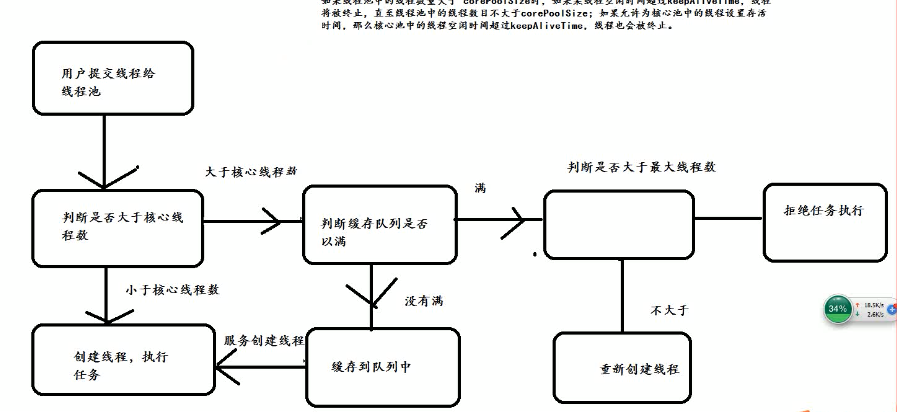 如果线程池中的线程数量大于 corePoolSize时，如果某线程空闲时间超过keepAliveTime，线程
将被终止，直至线程池中的线程数目不大于corePoolSize；如果允许为核心池中的线程设置存活
时间，那么核心池中的线程空闲时间超过keepAliveTime，线程也会被终止。
用户提交线程给
线程池
大于核心线程数
满
判断是否大于最大线程数
判断是否大于核心线
程数
判断缓存队列是否
以满
拒绝任务执行
小于核心线程数
没有满
不大于
服务创建线程
创建线程，执行
任务
缓存到队列中
重新创建线程
34%
18.5K/s
2.6K/s